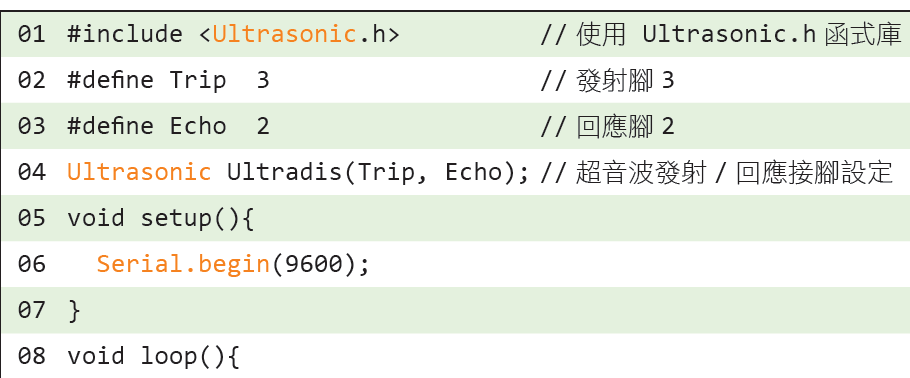 01 #include <Ultrasonic.h> // 使用 Ultrasonic.h 函式庫
02 #define Trip 3 // 發射腳 3
03 #define Echo 2 // 回應腳 2
04 Ultrasonic Ultradis(Trip, Echo); // 超音波發射 / 回應接腳設定
05 void setup(){
06 Serial.begin(9600);
07 }
08 void loop(){